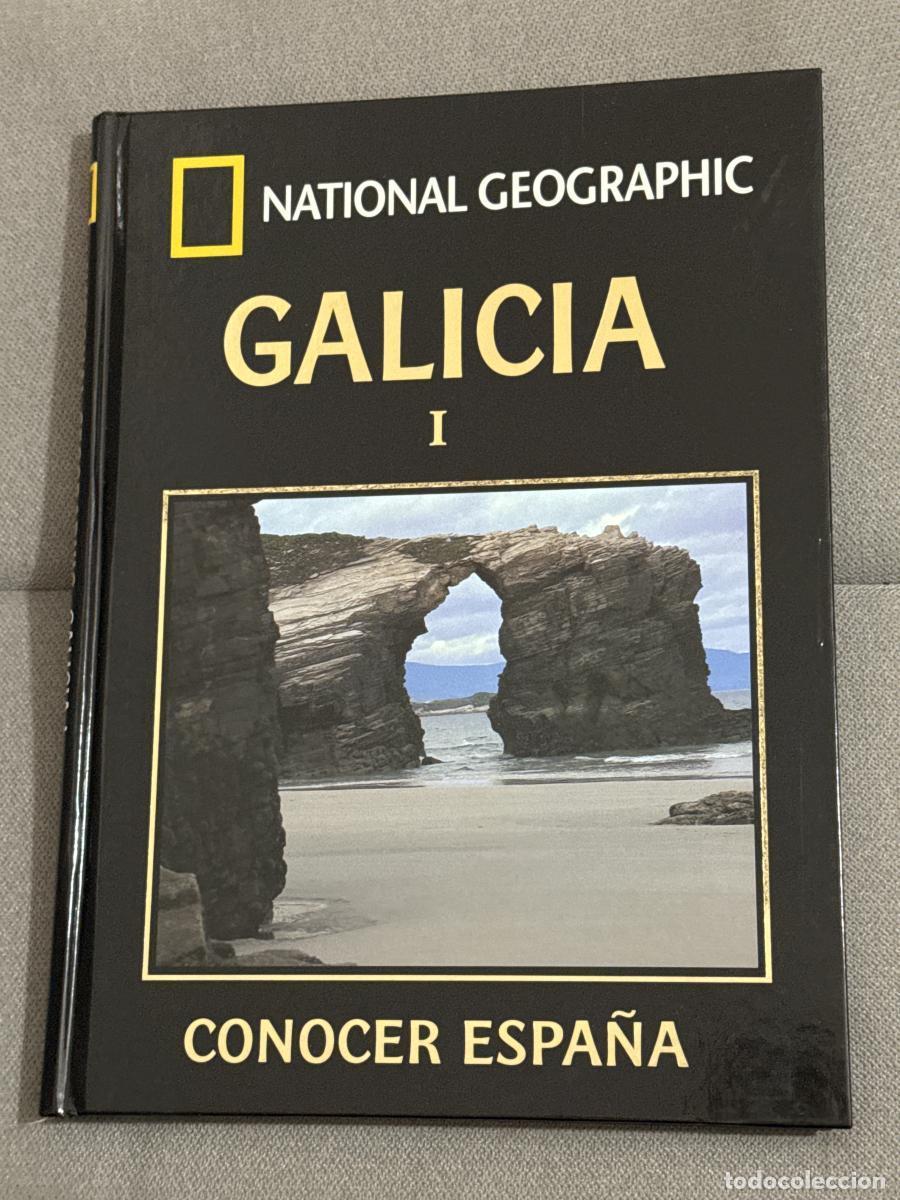 NATIONAL GEOGRAPHIC
GALICIA
I
CONOCER ESPAÑA
todocoleccion